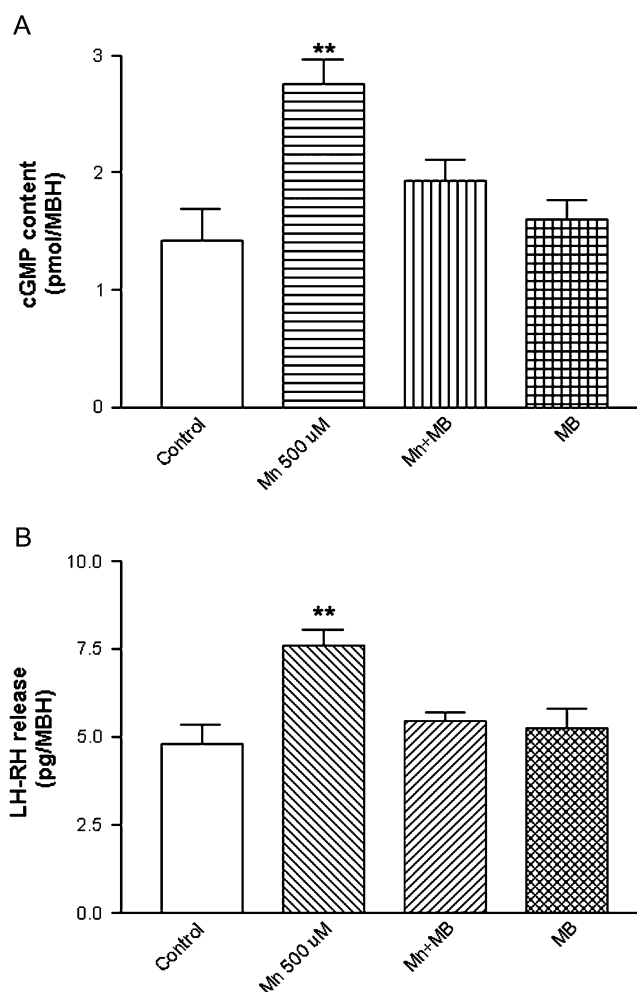 A
cGMP content
(pmol/MBH)
3
2
1
0
**
Control
Mn 500 uM
Mn+MB
MB
B
LH-RH release
(pg/MBH)
10.0
7.5
5.0
2.5
0.0
**
Control
Mn 500 uM
Mn+MB
MB